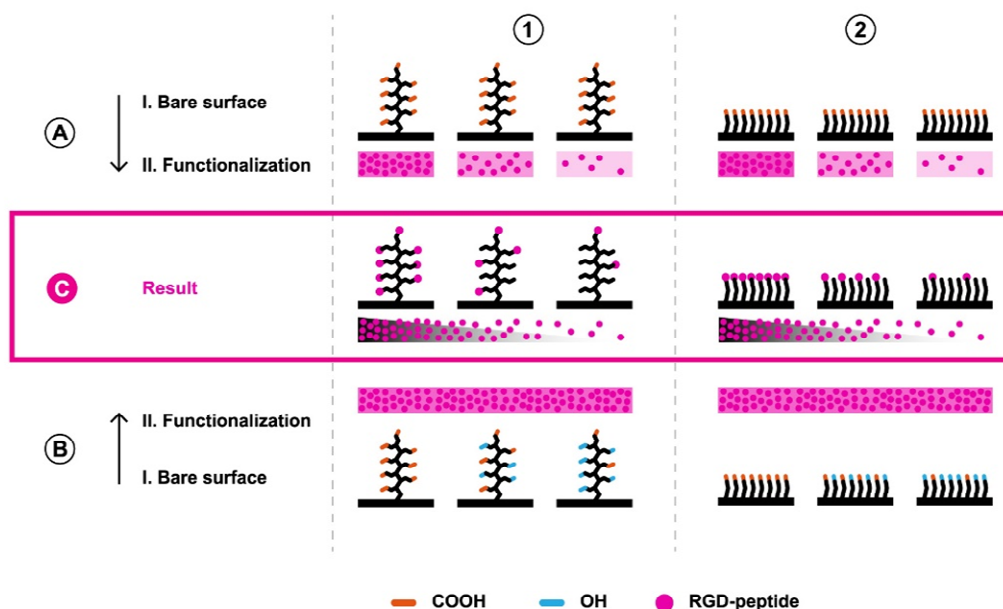 1
2
A
I. Bare surface
II. Functionalization
C
Result
II. Functionalization
B
I. Bare surface
COOH
OH
RGD-peptide